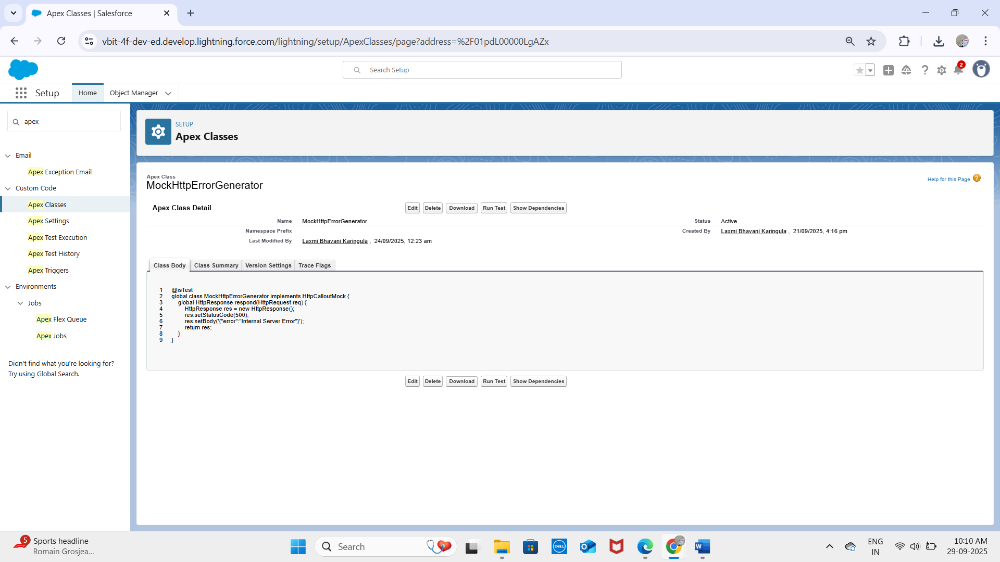 Apex Classes | Salesforce
vbit-4f-dev-ed.develop.lightning.force.com/lightning/setup/ApexClasses/page?address=%2F01pdL00000LgAZx
Search Setup
2
Setup
Home
Object Manager
apex
Email
Apex Exception Email
Custom Code
Apex Classes
Apex Settings
Apex Test Execution
Apex Test History
Apex Triggers
Environments
Jobs
Apex Flex Queue
Apex Jobs
Didn't find what you're looking for?
Try using Global Search.
SETUP
Apex Classes
Apex Class
MockHttpErrorGenerator
Help for this Page ?
Apex Class Detail
Edit Delete Download Run Test Show Dependencies
Name MockHttpErrorGenerator Status Active
Namespace Prefix Created By Laxmi Bhavani Karingula , 21/09/2025, 4:16 pm
Last Modified By Laxmi Bhavani Karingula , 24/09/2025, 12:23 am
Class Body Class Summary Version Settings Trace Flags
1 @isTest
2 global class MockHttpErrorGenerator implements HttpCalloutMock {
3 global HttpResponse respond(HttpRequest req) {
4 HttpResponse res = new HttpResponse();
5 res.setStatusCode(500);
6 res.setBody('{"error":"Internal Server Error"}');
7 return res;
8 }
9 }
Edit Delete Download Run Test Show Dependencies
5
Sports headline
Romain Grosjea...
Search
DELL
W
ENG
IN
10:10 AM
29-09-2025